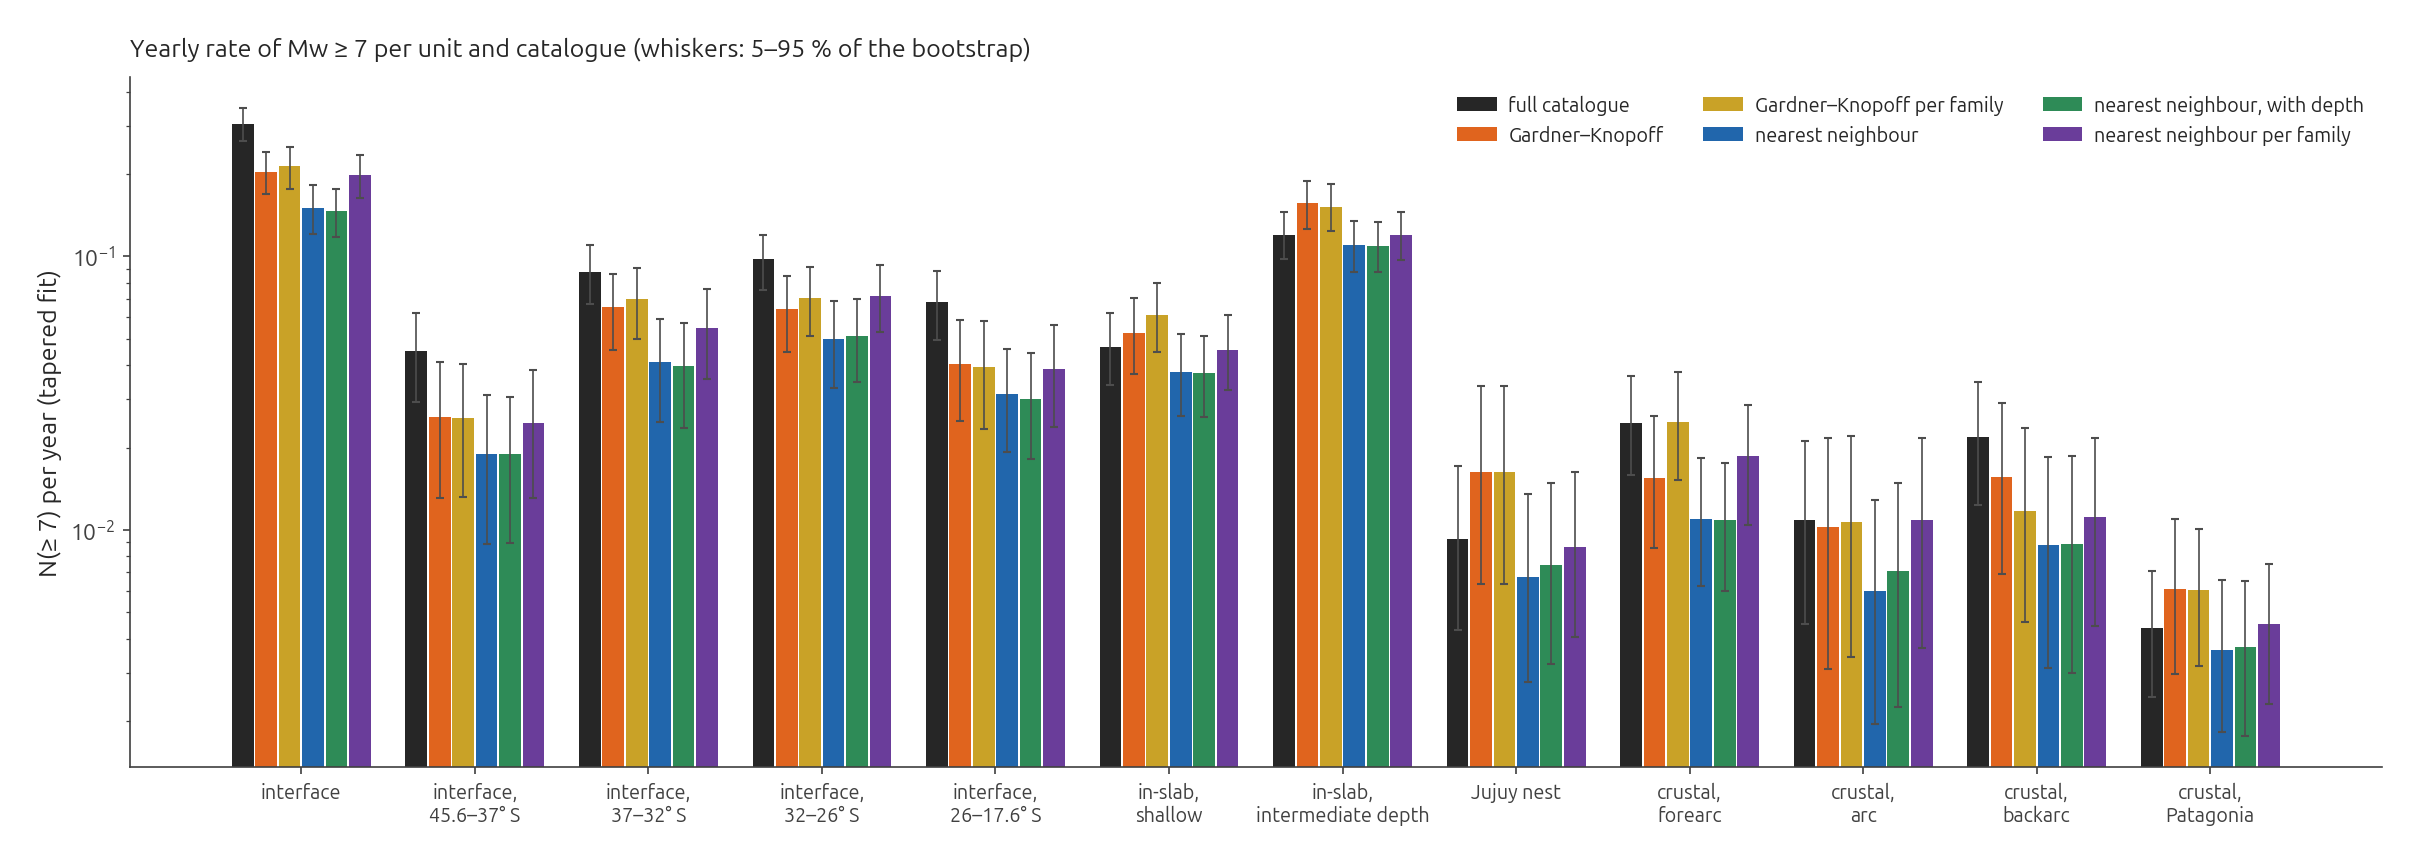 Yearly rate of Mw ≥ 7 per unit and catalogue (whiskers: 5–95 % of the bootstrap)
full catalogue
Gardner–Knopoff
Gardner–Knopoff per family
nearest neighbour
nearest neighbour, with depth
nearest neighbour per family
N(≥ 7) per year (tapered fit)
10⁻¹
10⁻²
interface
interface,
45.6–37° S
interface,
37–32° S
interface,
32–26° S
interface,
26–17.6° S
in-slab,
shallow
in-slab,
intermediate depth
Jujuy nest
crustal,
forearc
crustal,
arc
crustal,
backarc
crustal,
Patagonia